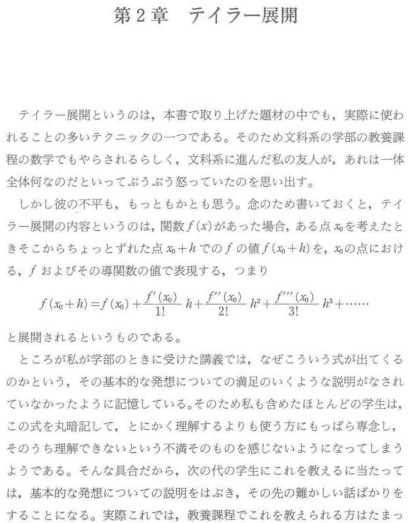 第2章 テイラー展開
テイラー展開というのは，本書で取り上げた題材の中でも，実際に使わ
れることの多いテクニックの一つである。そのため文科系の学部の教養課
程の数学でもやらされるらしく，文科系に進んだ私の友人が，あれは一体
全体何なのだといってぶうぶう怒っていたのを思い出す。
しかし彼の不平も，もっともかとも思う。念のため書いておくと，テイ
ラー展開の内容というのは，関数 f(x) があった場合，ある点 x₀ を考えたと
きそこからちょっとずれた点 x₀+h での f の値 f(x₀+h) を，x₀の点におけ
る，f およびその導関数の値で表現する，つまり
f(x₀+h)=f(x₀)+f′(x₀)/1! h+f″(x₀)/2! h²+f‴(x₀)/3! h³+……
と展開されるというものである。
ところが私が学部のときに受けた講義では，なぜこういう式が出てくる
のかという，その基本的な発想についての満足のいくような説明がなされ
ていなかったように記憶している。そのため私も含めたほとんどの学生は，
この式を丸暗記して，とにかく理解するよりも使う方にもっぱら専念し，
そのうち理解できないという不満そのものを感じないようになってしまう
ようである。そんな具合だから，次の代の学生にこれを教えるに当たって
は，基本的な発想についての説明をはぶき，その先の難かしい話ばかりを
することになる。実際これでは，教養課程でこれを教えられる方はたまっ